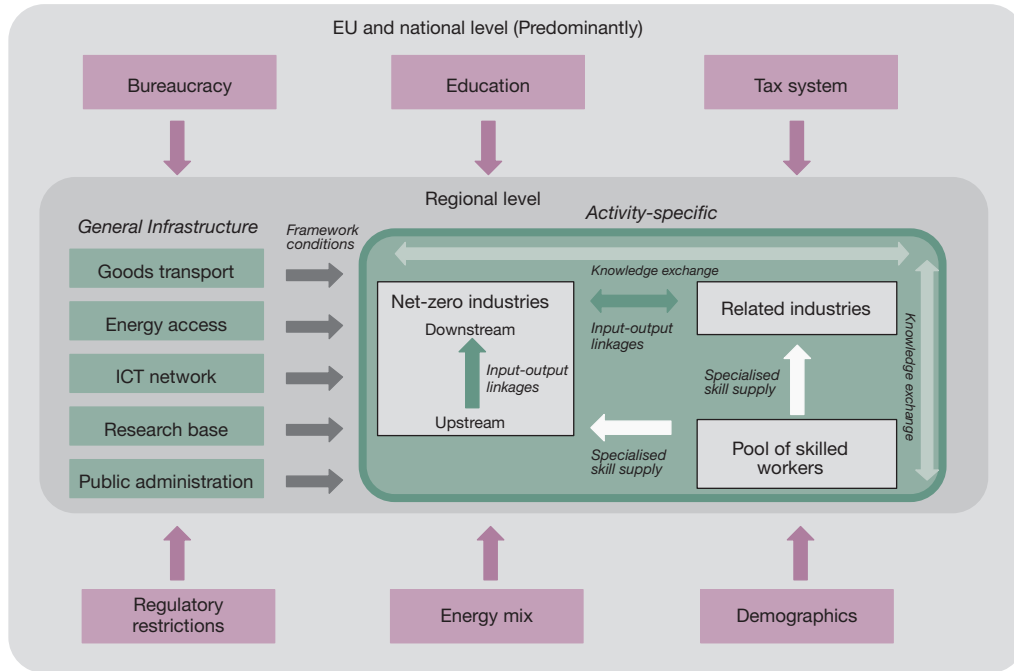 EU and national level (Predominantly)
Bureaucracy
Education
Tax system
Regional level
General Infrastructure
Framework
conditions
Activity-specific
Goods transport
Energy access
ICT network
Research base
Public administration
Knowledge exchange
Net-zero industries
Downstream
Input-output
linkages
Upstream
Input-output
linkages
Related industries
Specialised
skill supply
Specialised
skill supply
Pool of skilled
workers
Knowledge exchange
Regulatory
restrictions
Energy mix
Demographics